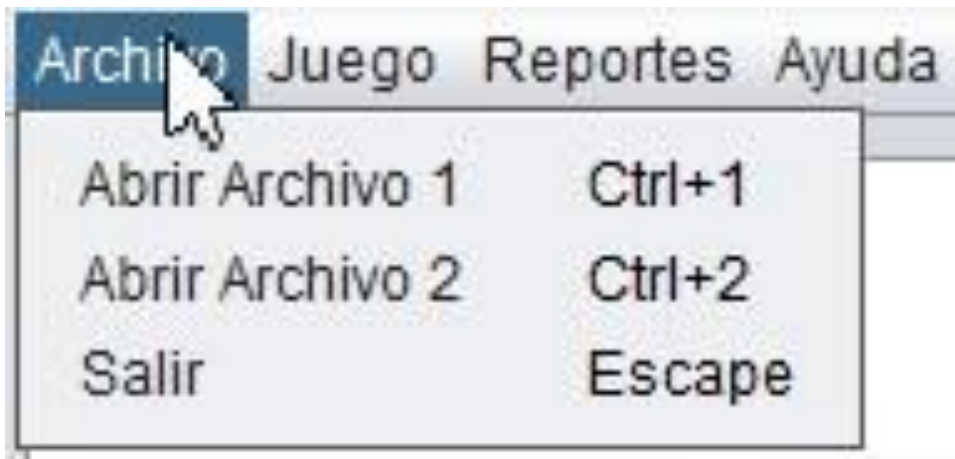 Archivo Juego Reportes Ayuda
Abrir Archivo 1 Ctrl+1
Abrir Archivo 2 Ctrl+2
Salir Escape